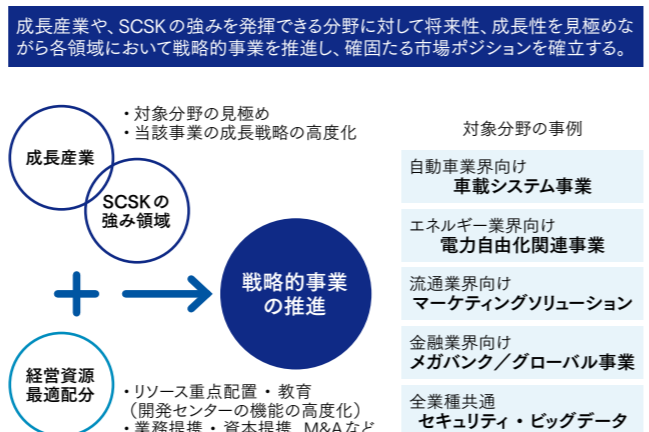 成長産業や、SCSKの強みを発揮できる分野に対して将来性、成長性を見極めな
がら各領域において戦略的事業を推進し、確固たる市場ポジションを確立する。
・対象分野の見極め
・当該事業の成長戦略の高度化
成長産業
SCSKの
強み領域
戦略的事業
の推進
経営資源
最適配分
・リソース重点配置・教育
（開発センターの機能の高度化）
・業務提携・資本提携、M&Aなど
対象分野の事例
自動車業界向け
車載システム事業
エネルギー業界向け
電力自由化関連事業
流通業界向け
マーケティングソリューション
金融業界向け
メガバンク／グローバル事業
全業種共通
セキュリティ・ビッグデータ